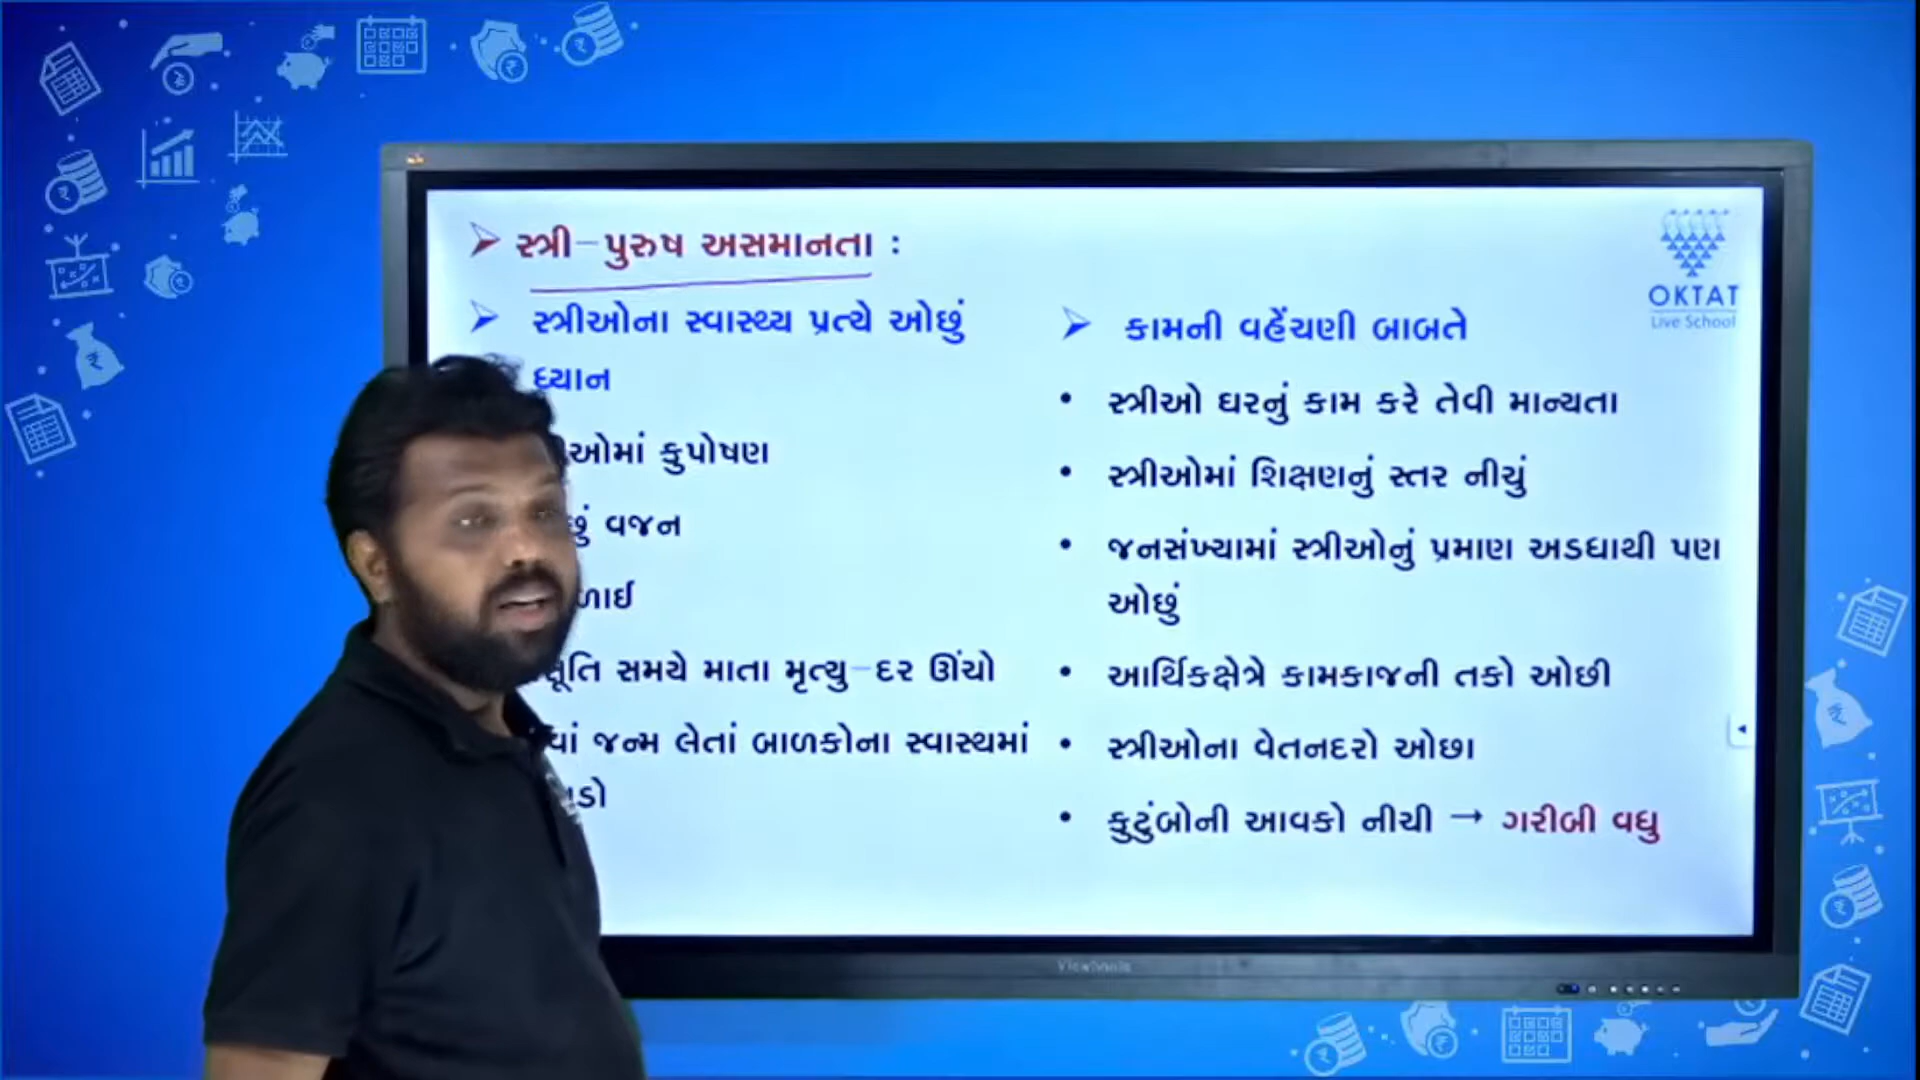 સ્ત્રી-પુરુષ અસમાનતા :
સ્ત્રીઓના સ્વાસ્થ્ય પ્રત્યે ઓછું
ધ્યાન
કુપોષણ
વજન
સમયે માતા મૃત્યુ-દર ઊંચો
જન્મ લેતાં બાળકોના સ્વાસ્થમાં
કામની વહેંચણી બાબતે
સ્ત્રીઓ ઘરનું કામ કરે તેવી માન્યતા
સ્ત્રીઓમાં શિક્ષણનું સ્તર નીચું
જનસંખ્યામાં સ્ત્રીઓનું પ્રમાણ અડધાથી પણ
ઓછું
આર્થિકક્ષેત્રે કામકાજની તકો ઓછી
સ્ત્રીઓના વેતનદરો ઓછા
કુટુંબોની આવકો નીચી → ગરીબી વધુ
OKTAT
Live School
ViewSonic